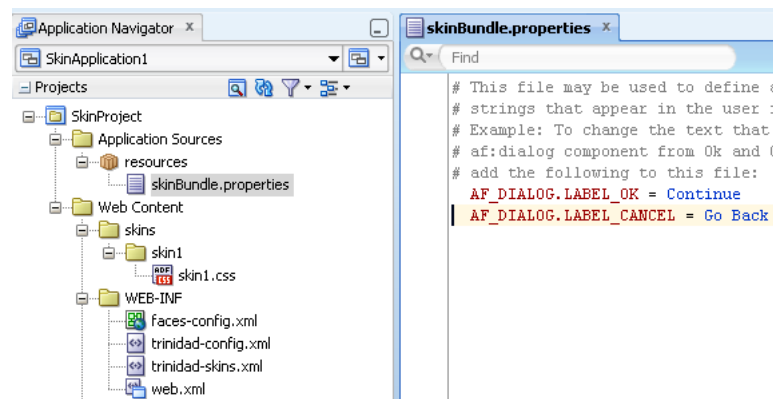 Application Navigator x
SkinApplication1
Projects
SkinProject
Application Sources
resources
skinBundle.properties
Web Content
skins
skin1
ADF CSS skin1.css
WEB-INF
faces-config.xml
trinidad-config.xml
trinidad-skins.xml
web.xml
skinBundle.properties x
Find
# This file may be used to define
# strings that appear in the user
# Example: To change the text that
# af:dialog component from Ok and
# add the following to this file:
AF_DIALOG.LABEL_OK = Continue
AF_DIALOG.LABEL_CANCEL = Go Back